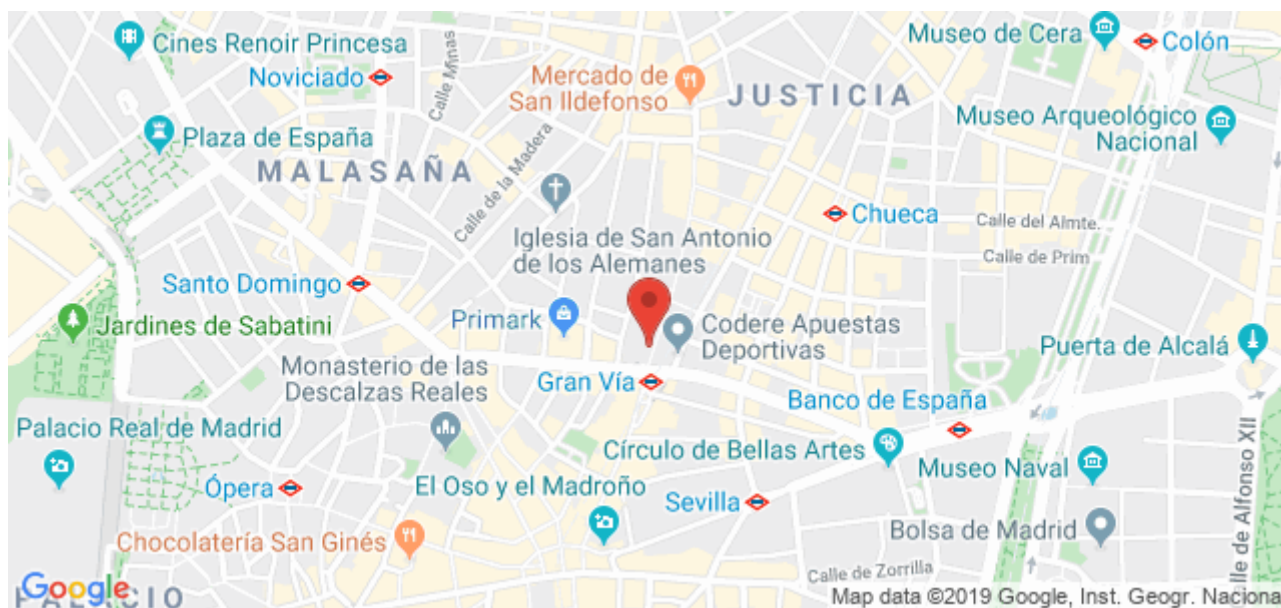 Cines Renoir Princesa
Noviciado
Calle Minas
Mercado de
San Ildefonso
JUSTICIA
Museo de Cera
Colón
Museo Arqueológico
Nacional
Plaza de España
MALASAÑA
Calle de la Madera
Chueca
Calle del Almte.
Calle de Prim
Iglesia de San Antonio
de los Alemanes
Santo Domingo
Jardines de Sabatini
Primark
Codere Apuestas
Deportivas
Puerta de Alcalá
Monasterio de las
Descalzas Reales
Gran Vía
Banco de España
Palacio Real de Madrid
Círculo de Bellas Artes
Museo Naval
Calle de Alfonso XII
Ópera
El Oso y el Madroño
Sevilla
Bolsa de Madrid
Chocolatería San Ginés
Calle de Zorrilla
Google
PALACIO
Map data ©2019 Google, Inst. Geogr. Naciona